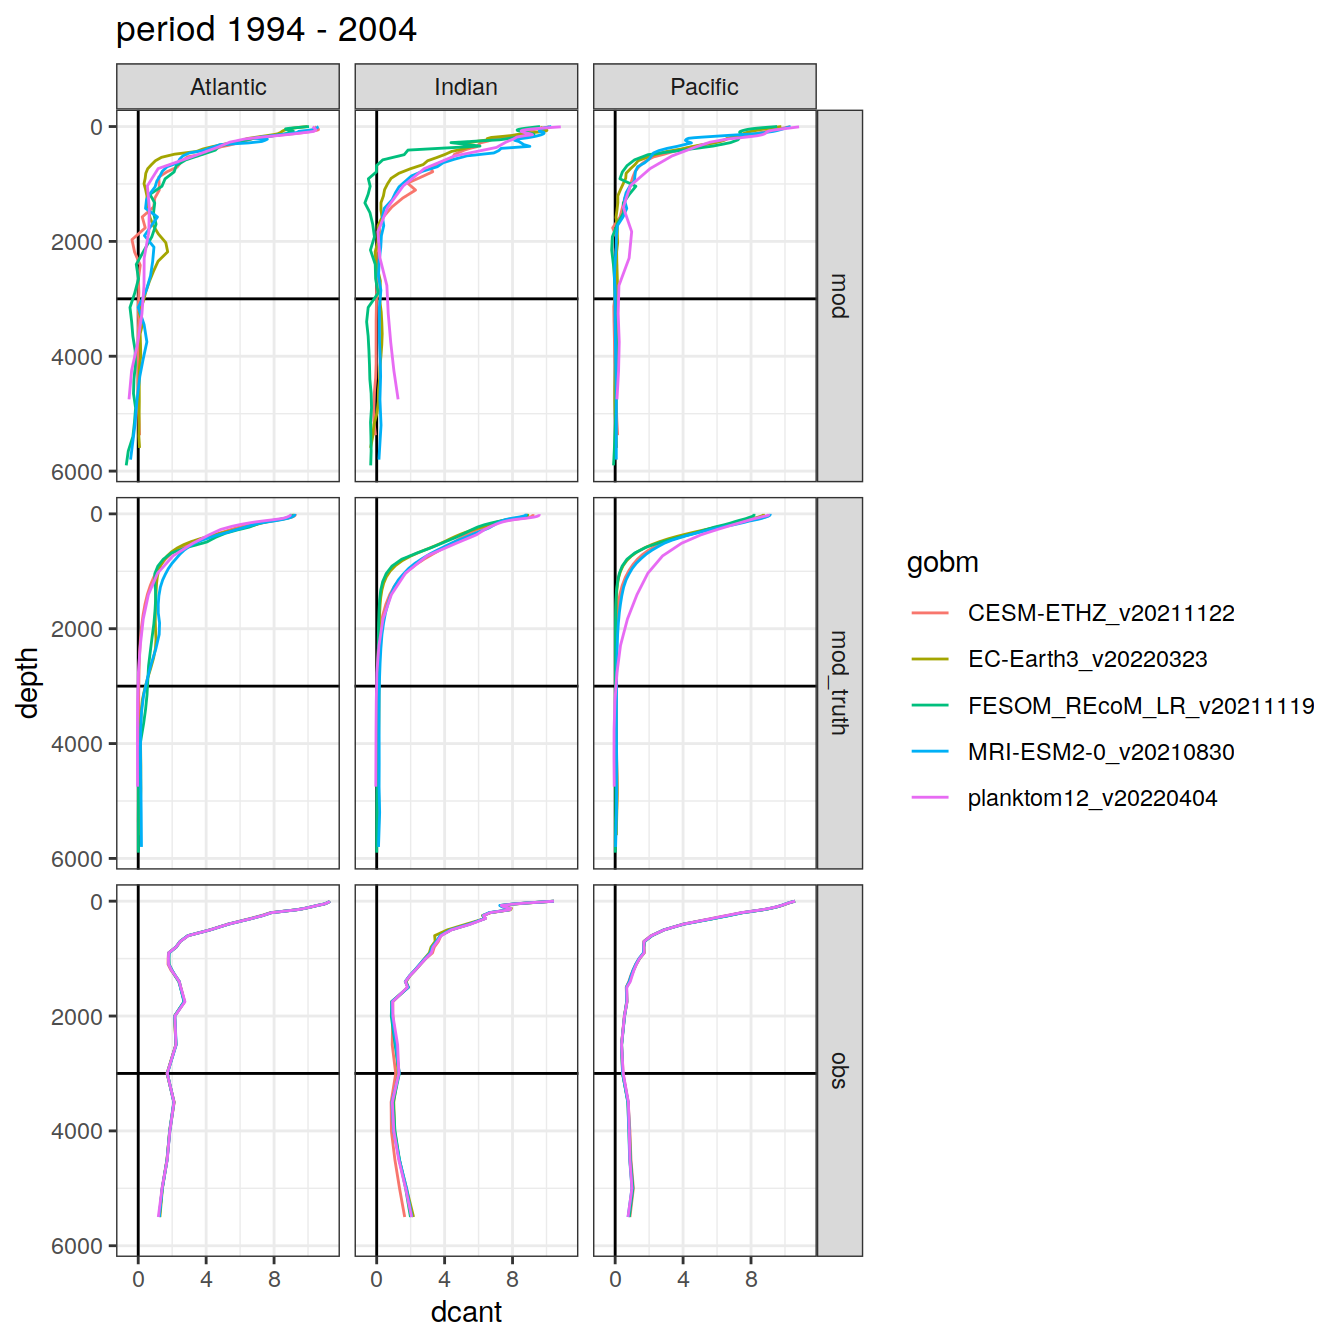 period 1994 - 2004
Atlantic
Indian
Pacific
0
2000
4000
6000
mod
0
2000
4000
6000
mod_truth
0
2000
4000
6000
obs
0 4 8
0 4 8
0 4 8
depth
dcant
gobm
CESM-ETHZ_v20211122
EC-Earth3_v20220323
FESOM_REcoM_LR_v20211119
MRI-ESM2-0_v20210830
planktom12_v20220404